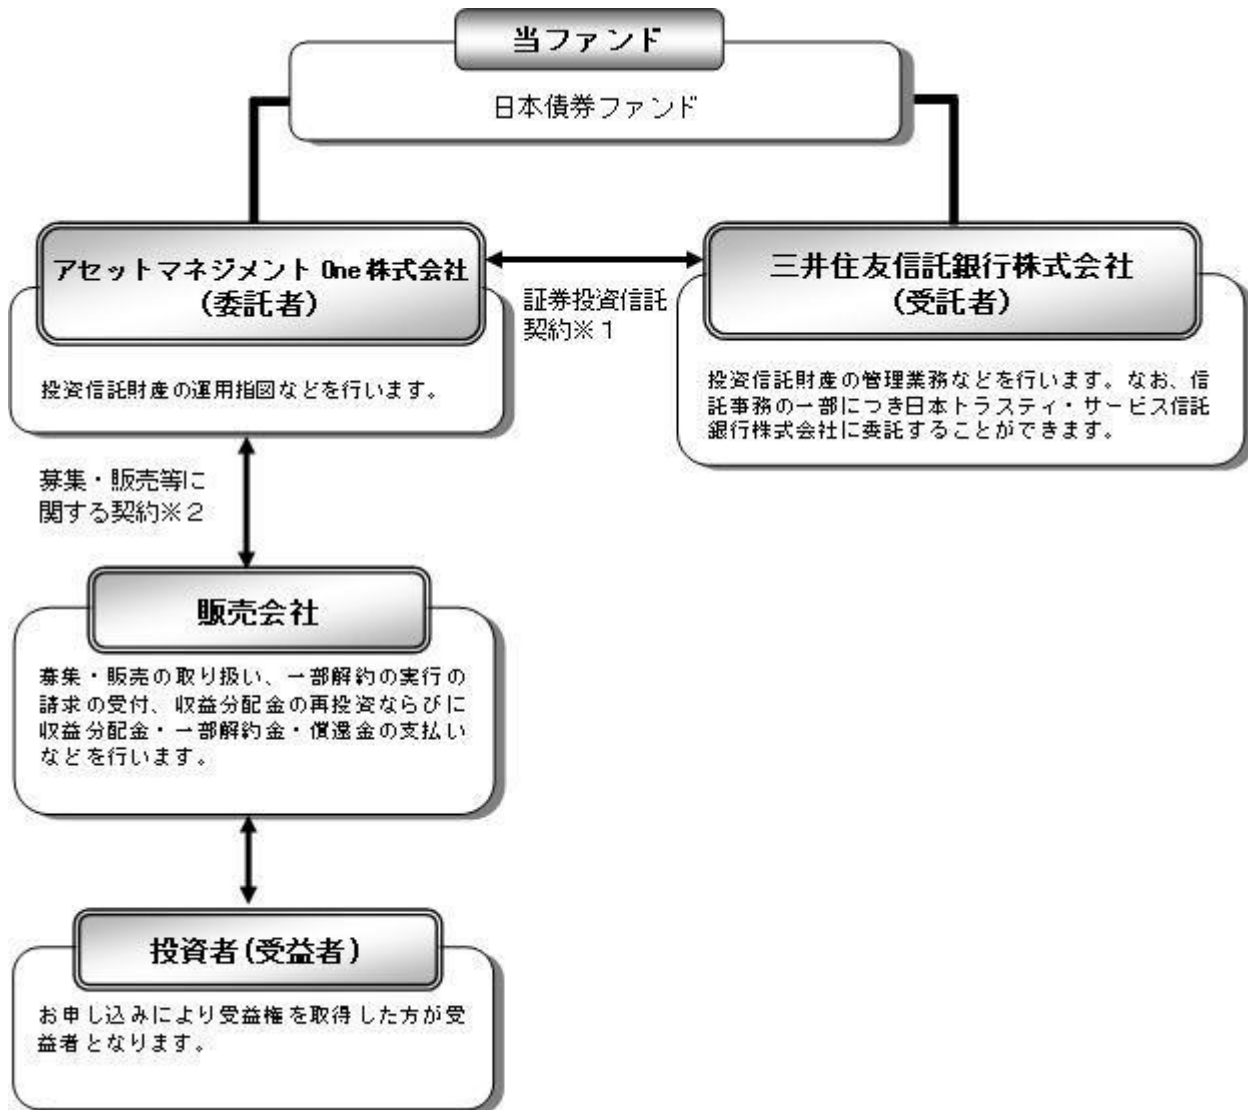 当ファンド
日本債券ファンド
アセットマネジメント One 株式会社
(委託者)
投資信託財産の運用指図などを行います。
証券投資信託
契約※１
三井住友信託銀行株式会社
(受託者)
投資信託財産の管理業務などを行います。なお、信
託事務の一部につき日本トラスティ・サービス信託
銀行株式会社に委託することができます。
募集・販売等に
関する契約※２
販売会社
募集・販売の取り扱い、一部解約の実行の
請求の受付、収益分配金の再投資ならびに
収益分配金・一部解約金・償還金の支払い
などを行います。
投資者(受益者)
お申し込みにより受益権を取得した方が受
益者となります。